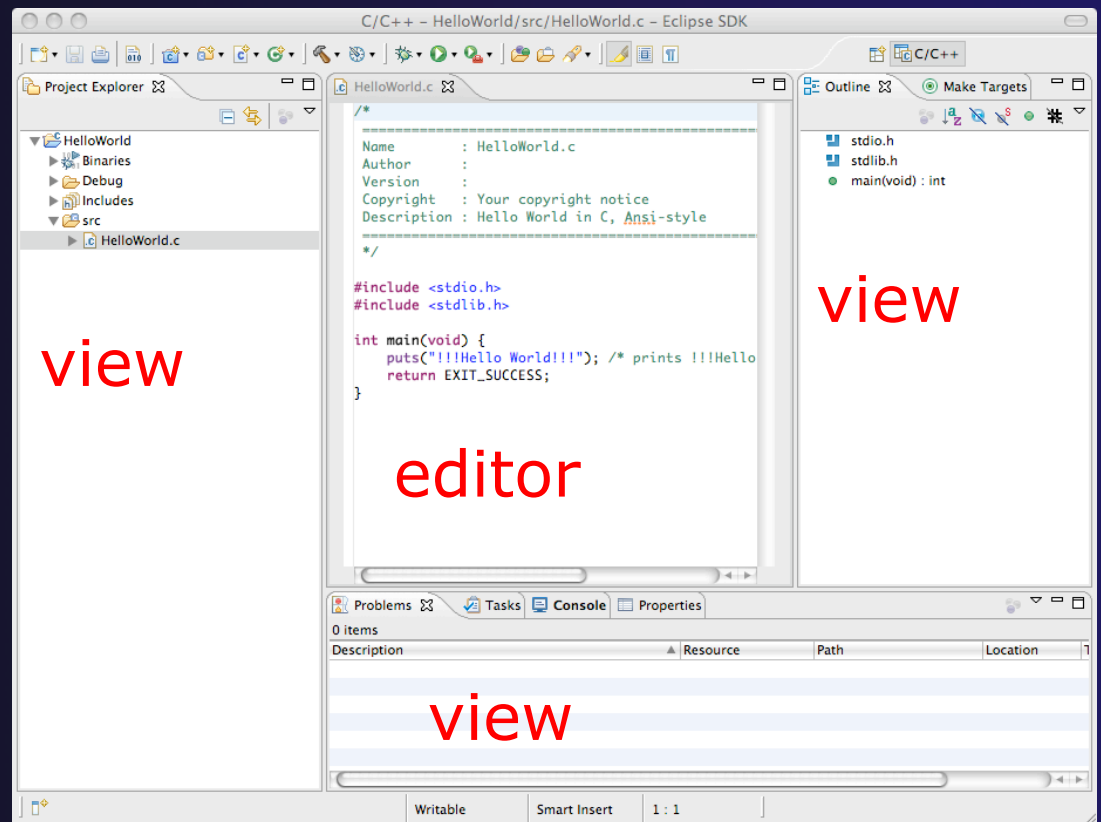 C/C++ – HelloWorld/src/HelloWorld.c – Eclipse SDK
C/C++
Project Explorer
HelloWorld
Binaries
Debug
Includes
src
HelloWorld.c
view
HelloWorld.c
/*
============================================================
Name        : HelloWorld.c
Author      :
Version     :
Copyright   : Your copyright notice
Description : Hello World in C, Ansi-style
============================================================
*/
#include <stdio.h>
#include <stdlib.h>
int main(void) {
puts("!!!Hello World!!!"); /* prints !!!Hello
return EXIT_SUCCESS;
}
editor
Outline Make Targets
stdio.h
stdlib.h
main(void) : int
view
Problems Tasks Console Properties
0 items
Description Resource Path Location T
view
Writable Smart Insert 1 : 1